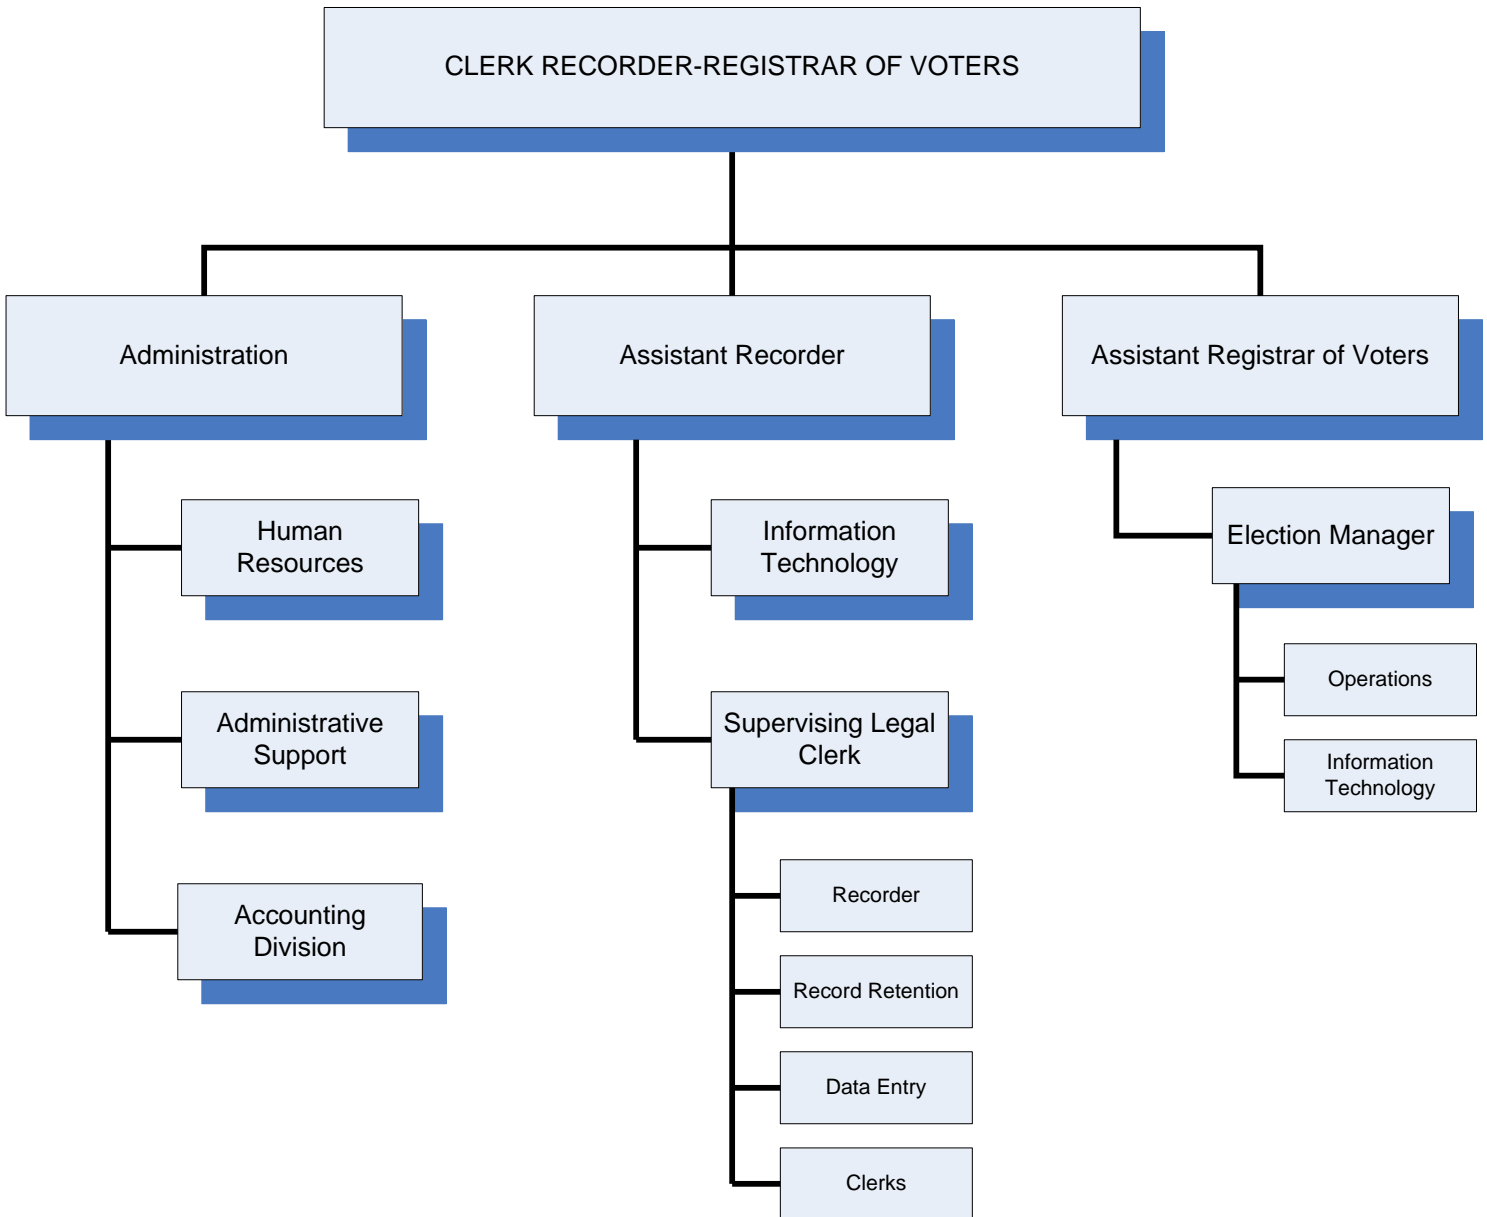 CLERK RECORDER-REGISTRAR OF VOTERS
Administration
Assistant Recorder
Assistant Registrar of Voters
Human
Resources
Administrative
Support
Accounting
Division
Information
Technology
Supervising Legal
Clerk
Recorder
Record Retention
Data Entry
Clerks
Election Manager
Operations
Information
Technology